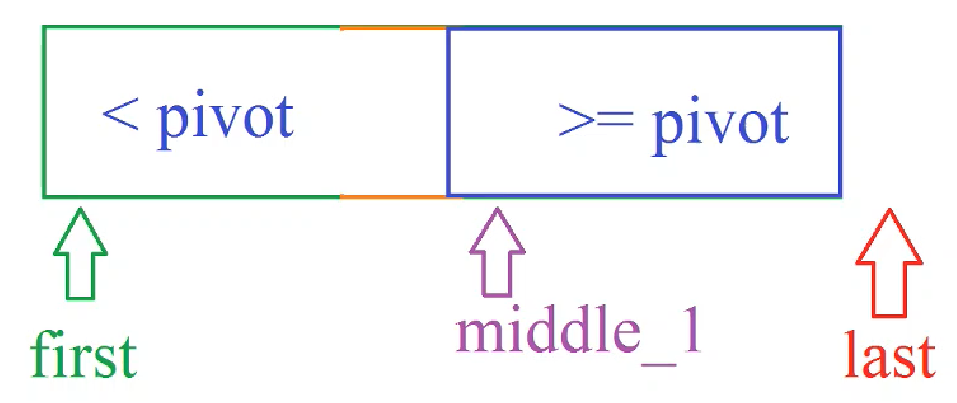 < pivot
>= pivot
first
middle_1
last